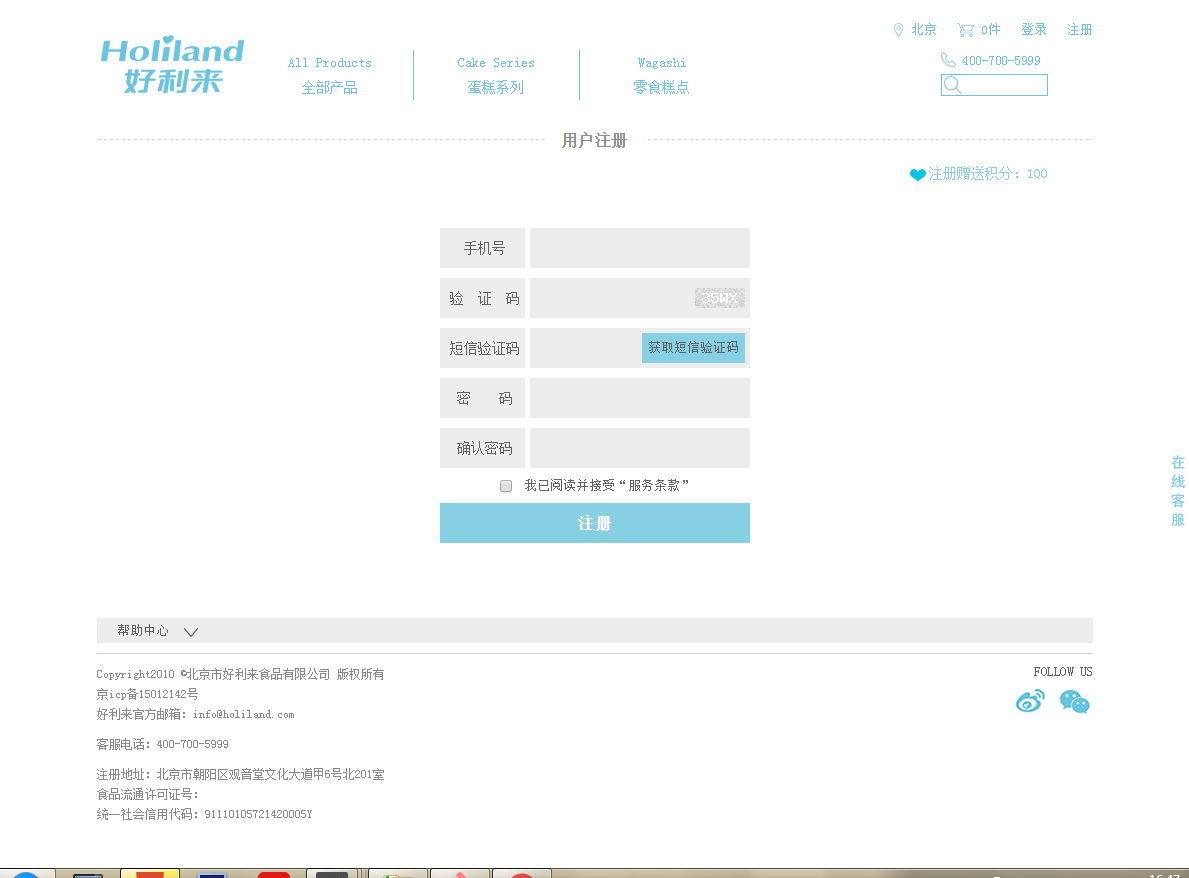 北京 0件 登录 注册
Holiland
好利来
All Products
全部产品
Cake Series
蛋糕系列
Wagashi
零食糕点
400-700-5999
用户注册
注册赠送积分：100
手机号
验 证 码 35WX
短信验证码 获取短信验证码
密 码
确认密码
我已阅读并接受“服务条款”
注册
在
线
客
服
帮助中心
Copyright2010 ©北京市好利来食品有限公司 版权所有
京icp备15012142号
好利来官方邮箱：info@holiland.com
客服电话：400-700-5999
注册地址：北京市朝阳区观音堂文化大道甲6号北201室
食品流通许可证号：
统一社会信用代码：91110105721420005Y
FOLLOW US